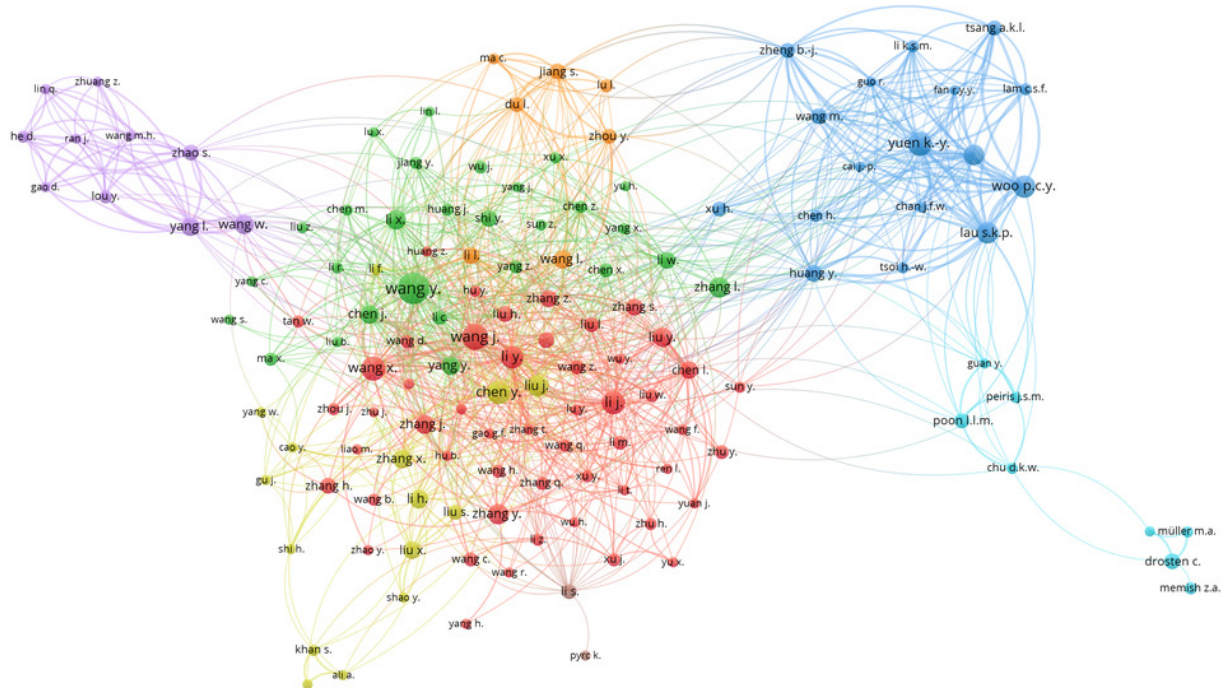 tsang a.k.l.
zheng b.-j.
li k.s.m.
ma c.
jiang s.
lu l.
guo r.
fan r.y.y.
lam c.s.f.
zhuang z.
lin q.
du l.
wang m.
he d.
ran j.
wang m.h.
zhao s.
lin l.
lu x.
zhou y.
yuen k.-y.
jiang y.
wu j.
xu x.
cai j.-p.
gao d.
lou y.
yang j.
yu h.
woo p.c.y.
yang l.
wang w.
liu z.
chen m.
li x.
huang j.
shi y.
sun z.
chen z.
yang x.
xu h.
chen h.
chan j.f.w.
lau s.k.p.
huang z.
li l.
wang l.
li w.
li r.
li f.
yang z.
chen x.
huang y.
tsoi h.-w.
yang c.
wang y.
hu y.
zhang z.
zhang s.
zhang l.
wang s.
tan w.
chen j.
li c.
liu h.
liu l.
liu y.
liu b.
wang d.
wang j.
ma x.
wang x.
yang y.
li y.
wang z.
wu y.
chen l.
guan y.
sun y.
chen y.
liu j.
li j.
liu w.
peiris j.s.m.
poon l.l.m.
yang w.
zhou j.
zhu j.
zhang j.
lu y.
gao g.f.
zhang c.
wang q.
li m.
wang f.
cao y.
liao m.
zhang x.
hu b.
zhu y.
gu j.
wang h.
zhang q.
xu y.
ren l.
chu d.k.w.
zhang h.
wang b.
li h.
liu s.
zhang y.
li t.
yuan j.
wu h.
zhu h.
müller m.a.
shi h.
zhao y.
liu x.
wang c.
li z.
wang r.
xu j.
yu x.
drosten c.
memish z.a.
shao y.
li s.
yang h.
khan s.
ali a.
pyrc k.